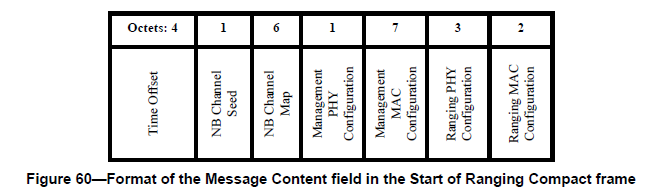 Octets: 4 1 6 1 7 3 2
Time Offset
NB Channel
Seed
NB Channel
Map
Management
PHY
Configuration
Management
MAC
Configuration
Ranging PHY
Configuration
Ranging MAC
Configuration
Figure 60—Format of the Message Content field in the Start of Ranging Compact frame